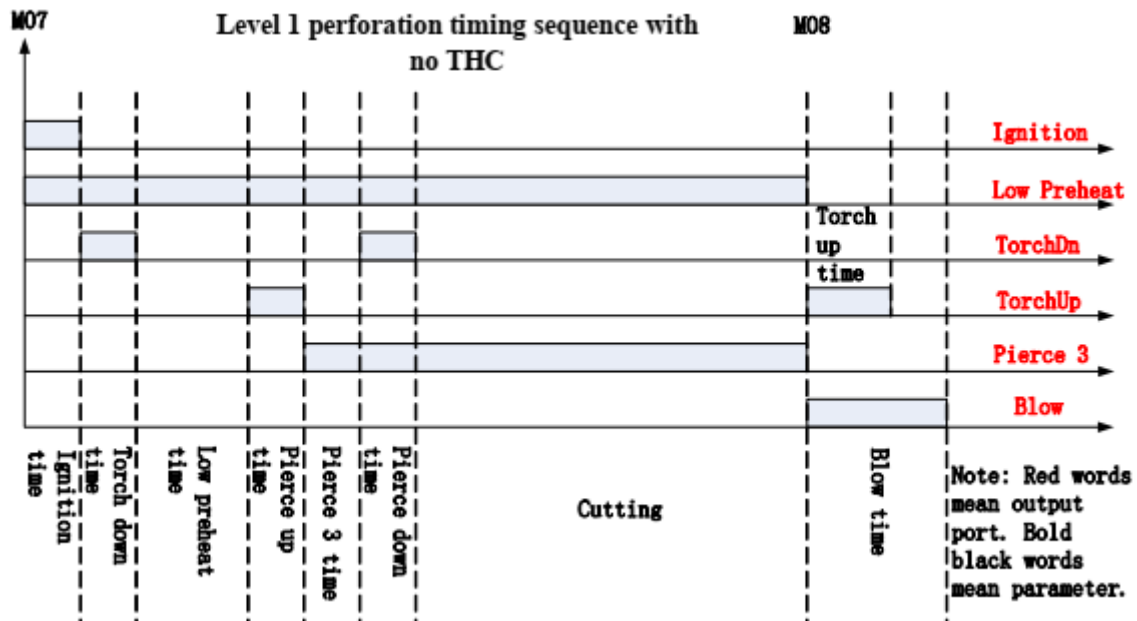 M07
Level 1 perforation timing sequence with
no THC
M08
Ignition
Low Preheat
Torch
up
time
TorchDn
TorchUp
Pierce 3
Blow
Ignition
time
Torch down
time
Low preheat
time
Pierce up
time
Pierce 3 time
Pierce down
time
Cutting
Blow time
Note: Red words
mean output
port. Bold
black words
mean parameter.